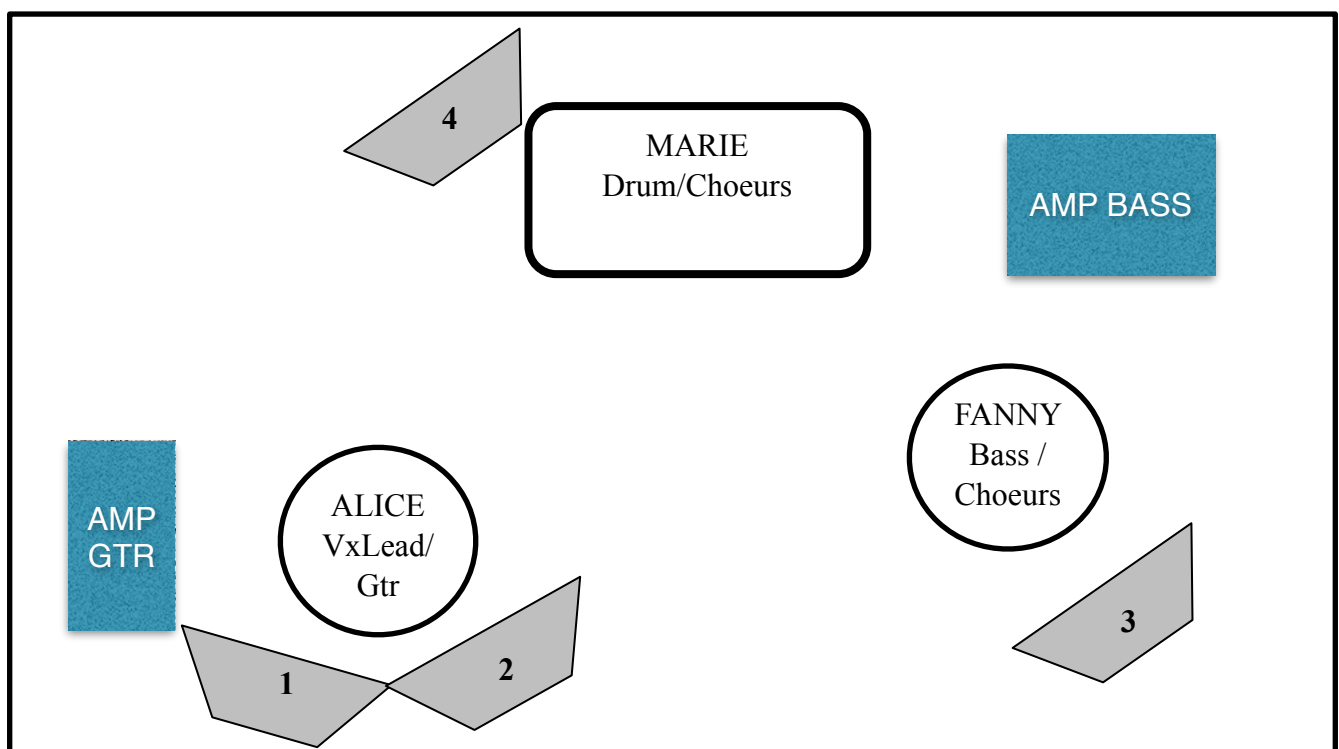 4
MARIE
Drum/Choeurs
AMP BASS
FANNY
Bass /
Choeurs
AMP
GTR
ALICE
VxLead/
Gtr
3
1
2